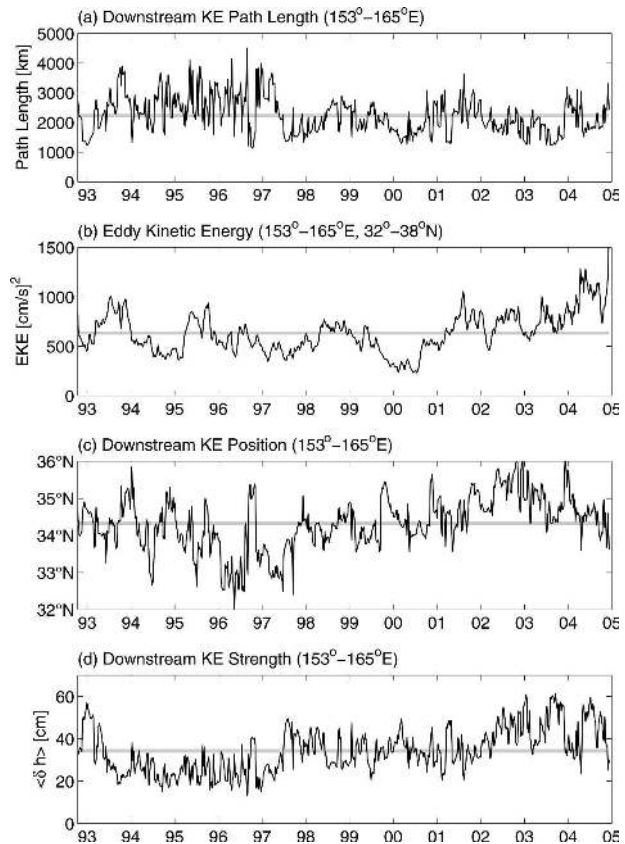 (a) Downstream KE Path Length (153°–165°E)
Path Length [km]
5000
4000
3000
2000
1000
0
93 94 95 96 97 98 99 00 01 02 03 04 05
(b) Eddy Kinetic Energy (153°–165°E, 32°–38°N)
EKE [cm/s]²
1500
1000
500
0
93 94 95 96 97 98 99 00 01 02 03 04 05
(c) Downstream KE Position (153°–165°E)
36°N
35°N
34°N
33°N
32°N
93 94 95 96 97 98 99 00 01 02 03 04 05
(d) Downstream KE Strength (153°–165°E)
<δ h> [cm]
60
40
20
0
93 94 95 96 97 98 99 00 01 02 03 04 05